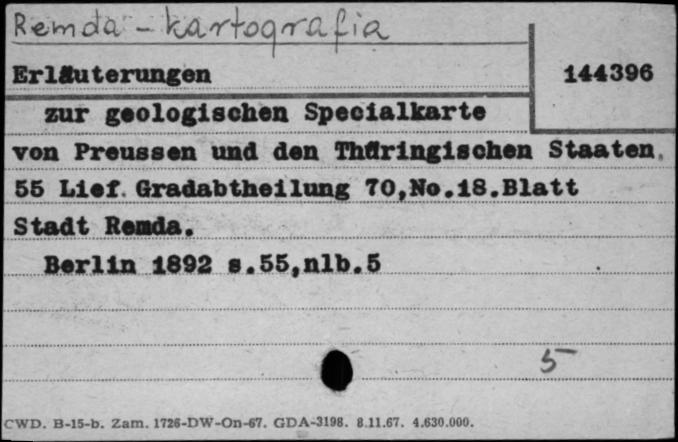 Remda - kartografia
Erläuterungen
144396
zur geologischen Specialkarte
von Preussen und den Thüringischen Staaten.
55 Lief. Gradabtheilung 70,No.18.Blatt
Stadt Remda.
Berlin 1892 s.55,nlb.5
5
CWD. B-15-b. Zam. 1726-DW-On-67. GDA-3198. 8.11.67. 4.630.000.